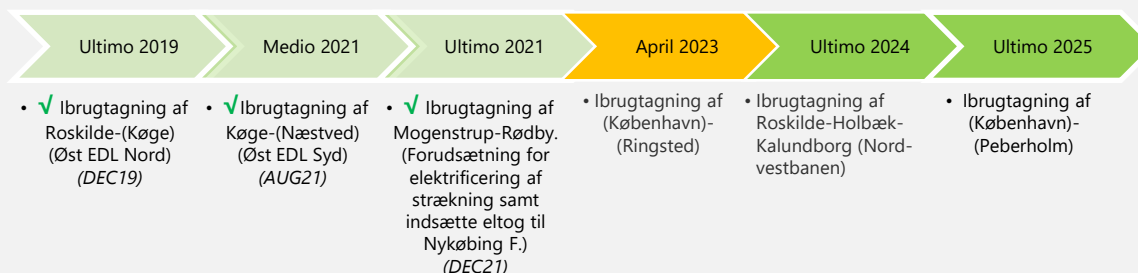 Ultimo 2019
Medio 2021
Ultimo 2021
April 2023
Ultimo 2024
Ultimo 2025
• √ Ibrugtagning af
Roskilde-(Køge)
(Øst EDL Nord)
(DEC19)
• √Ibrugtagning af
Køge-(Næstved)
(Øst EDL Syd)
(AUG21)
• √ Ibrugtagning af
Mogenstrup-Rødby.
(Forudsætning for
elektrificering af
strækning samt
indsætte eltog til
Nykøbing F.)
(DEC21)
• Ibrugtagning af
(København)-
(Ringsted)
• Ibrugtagning af
Roskilde-Holbæk-
Kalundborg (Nord-
vestbanen)
• Ibrugtagning af
(København)-
(Peberholm)